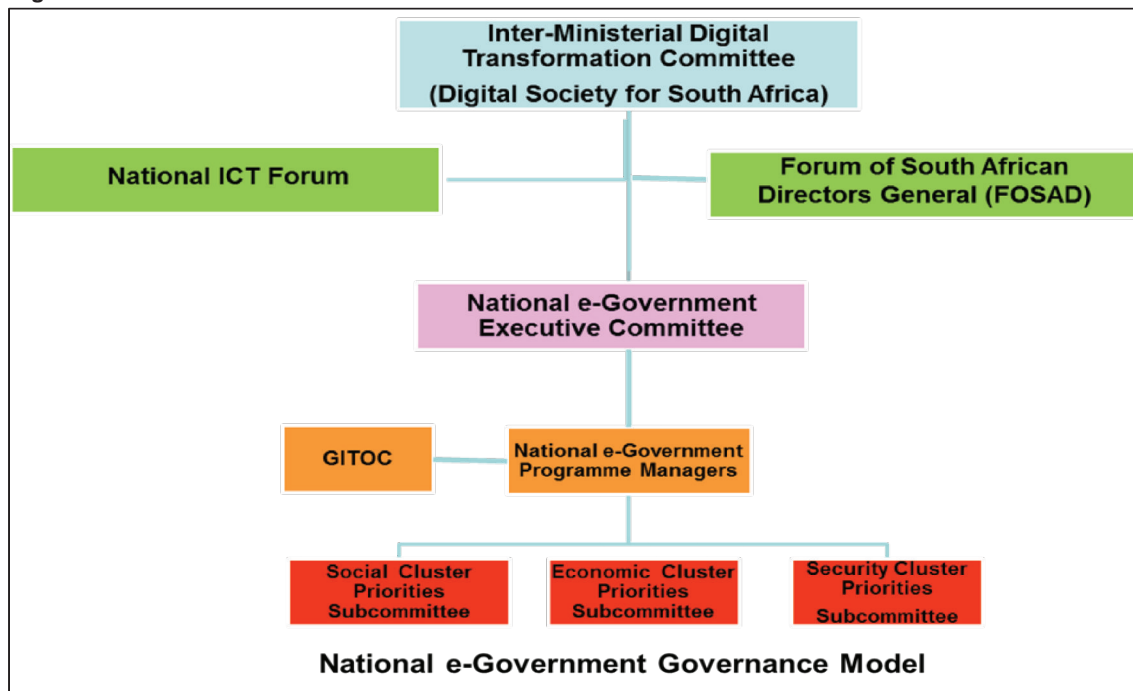 Inter-Ministerial Digital
Transformation Committee
(Digital Society for South Africa)
National ICT Forum
Forum of South African
Directors General (FOSAD)
National e-Government
Executive Committee
GITOC
National e-Government
Programme Managers
Social Cluster
Priorities
Subcommittee
Economic Cluster
Priorities
Subcommittee
Security Cluster
Priorities
Subcommittee
National e-Government Governance Model